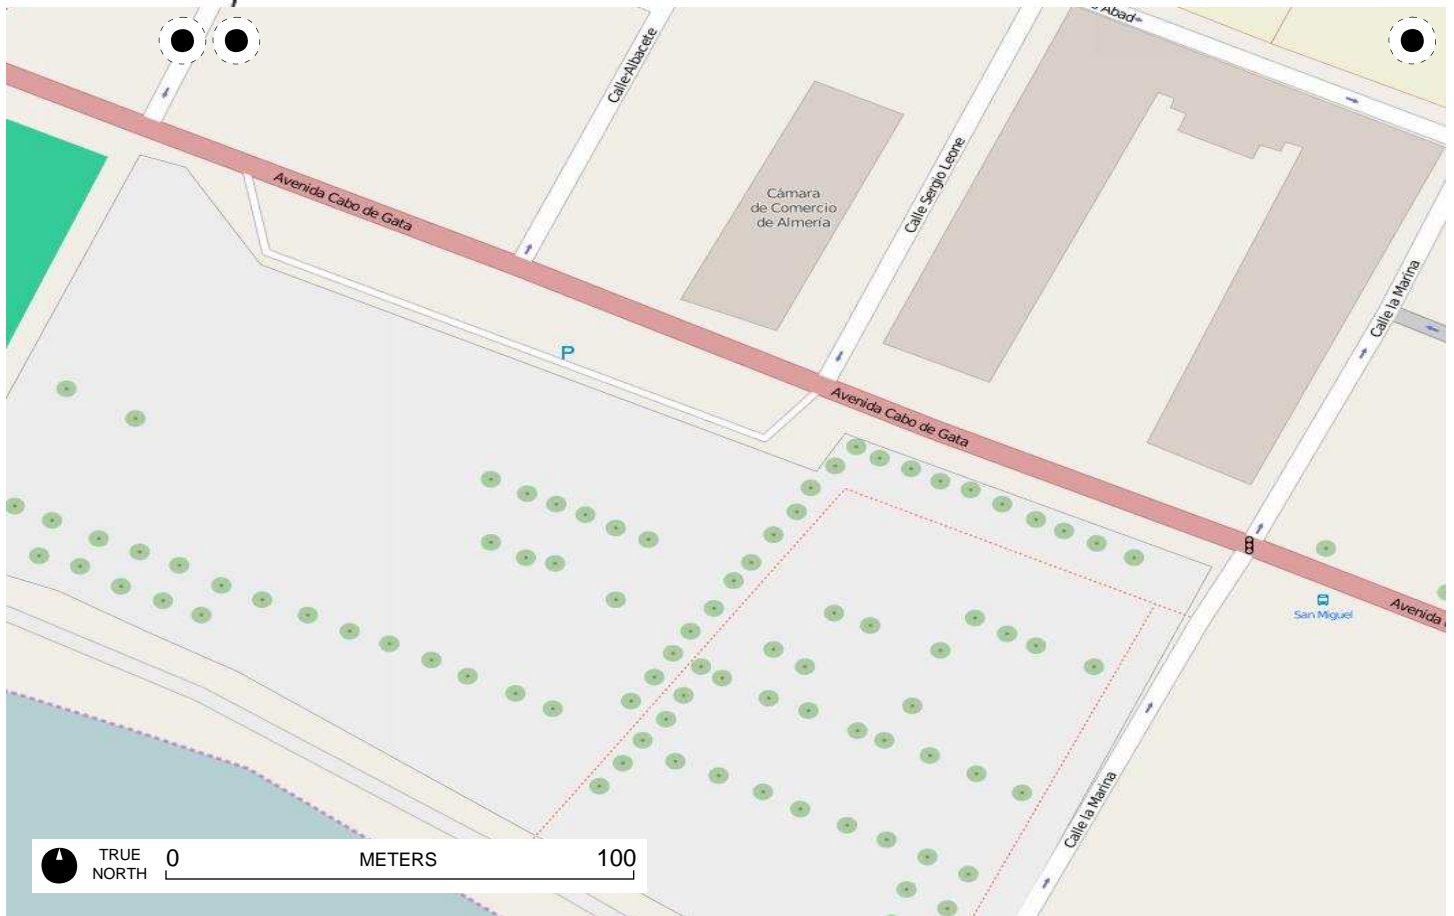 Abad
Calle Albacete
Calle Sergio Leone
Cámara
de Comercio
de Almería
Avenida Cabo de Gata
Calle la Marina
P
Avenida Cabo de Gata
San Miguel
Avenida
Calle la Marina
TRUE
NORTH
0
METERS
100